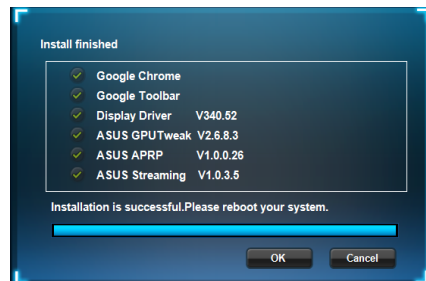 Install finished
Google Chrome
Google Toolbar
Display Driver V340.52
ASUS GPUTweak V2.6.8.3
ASUS APRP V1.0.0.26
ASUS Streaming V1.0.3.5
Installation is successful.Please reboot your system.
OK Cancel